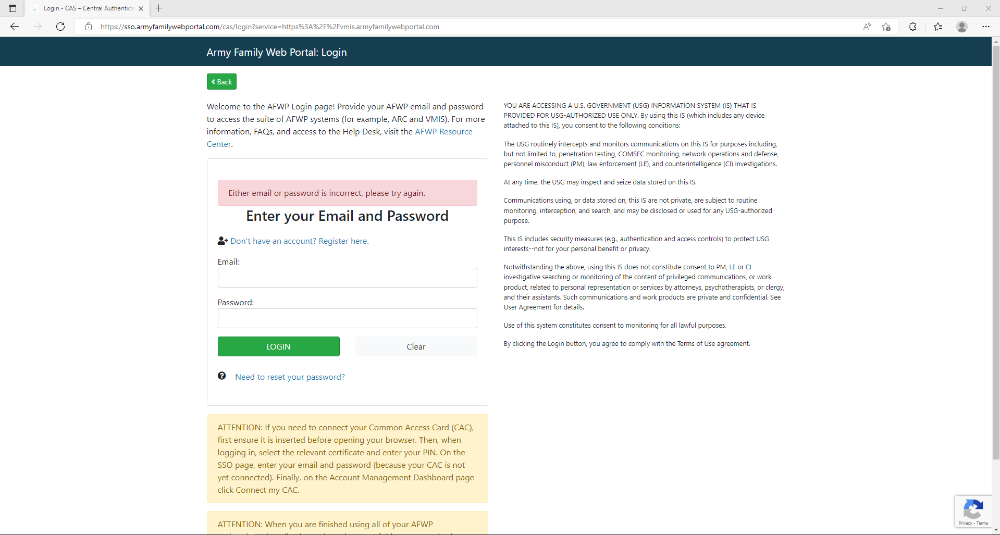 Login - CAS – Central Authentica
https://sso.armyfamilywebportal.com/cas/login?service=https%3A%2F%2Fvmis.armyfamilywebportal.com
Army Family Web Portal: Login
Back
Welcome to the AFWP Login page! Provide your AFWP email and password
to access the suite of AFWP systems (for example, ARC and VMIS). For more
information, FAQs, and access to the Help Desk, visit the AFWP Resource
Center.
Either email or password is incorrect, please try again.
Enter your Email and Password
Don't have an account? Register here.
Email:
Password:
LOGIN
Clear
Need to reset your password?
ATTENTION: If you need to connect your Common Access Card (CAC),
first ensure it is inserted before opening your browser. Then, when
logging in, select the relevant certificate and enter your PIN. On the
SSO page, enter your email and password (because your CAC is not
yet connected). Finally, on the Account Management Dashboard page
click Connect my CAC.
ATTENTION: When you are finished using all of your AFWP
YOU ARE ACCESSING A U.S. GOVERNMENT (USG) INFORMATION SYSTEM (IS) THAT IS
PROVIDED FOR USG-AUTHORIZED USE ONLY. By using this IS (which includes any device
attached to this IS), you consent to the following conditions:
The USG routinely intercepts and monitors communications on this IS for purposes including,
but not limited to, penetration testing, COMSEC monitoring, network operations and defense,
personnel misconduct (PM), law enforcement (LE), and counterintelligence (CI) investigations.
At any time, the USG may inspect and seize data stored on this IS.
Communications using, or data stored on, this IS are not private, are subject to routine
monitoring, interception, and search, and may be disclosed or used for any USG-authorized
purpose.
This IS includes security measures (e.g., authentication and access controls) to protect USG
interests--not for your personal benefit or privacy.
Notwithstanding the above, using this IS does not constitute consent to PM, LE or CI
investigative searching or monitoring of the content of privileged communications, or work
product, related to personal representation or services by attorneys, psychotherapists, or clergy,
and their assistants. Such communications and work products are private and confidential. See
User Agreement for details.
Use of this system constitutes consent to monitoring for all lawful purposes.
By clicking the Login button, you agree to comply with the Terms of Use agreement.
Privacy - Terms